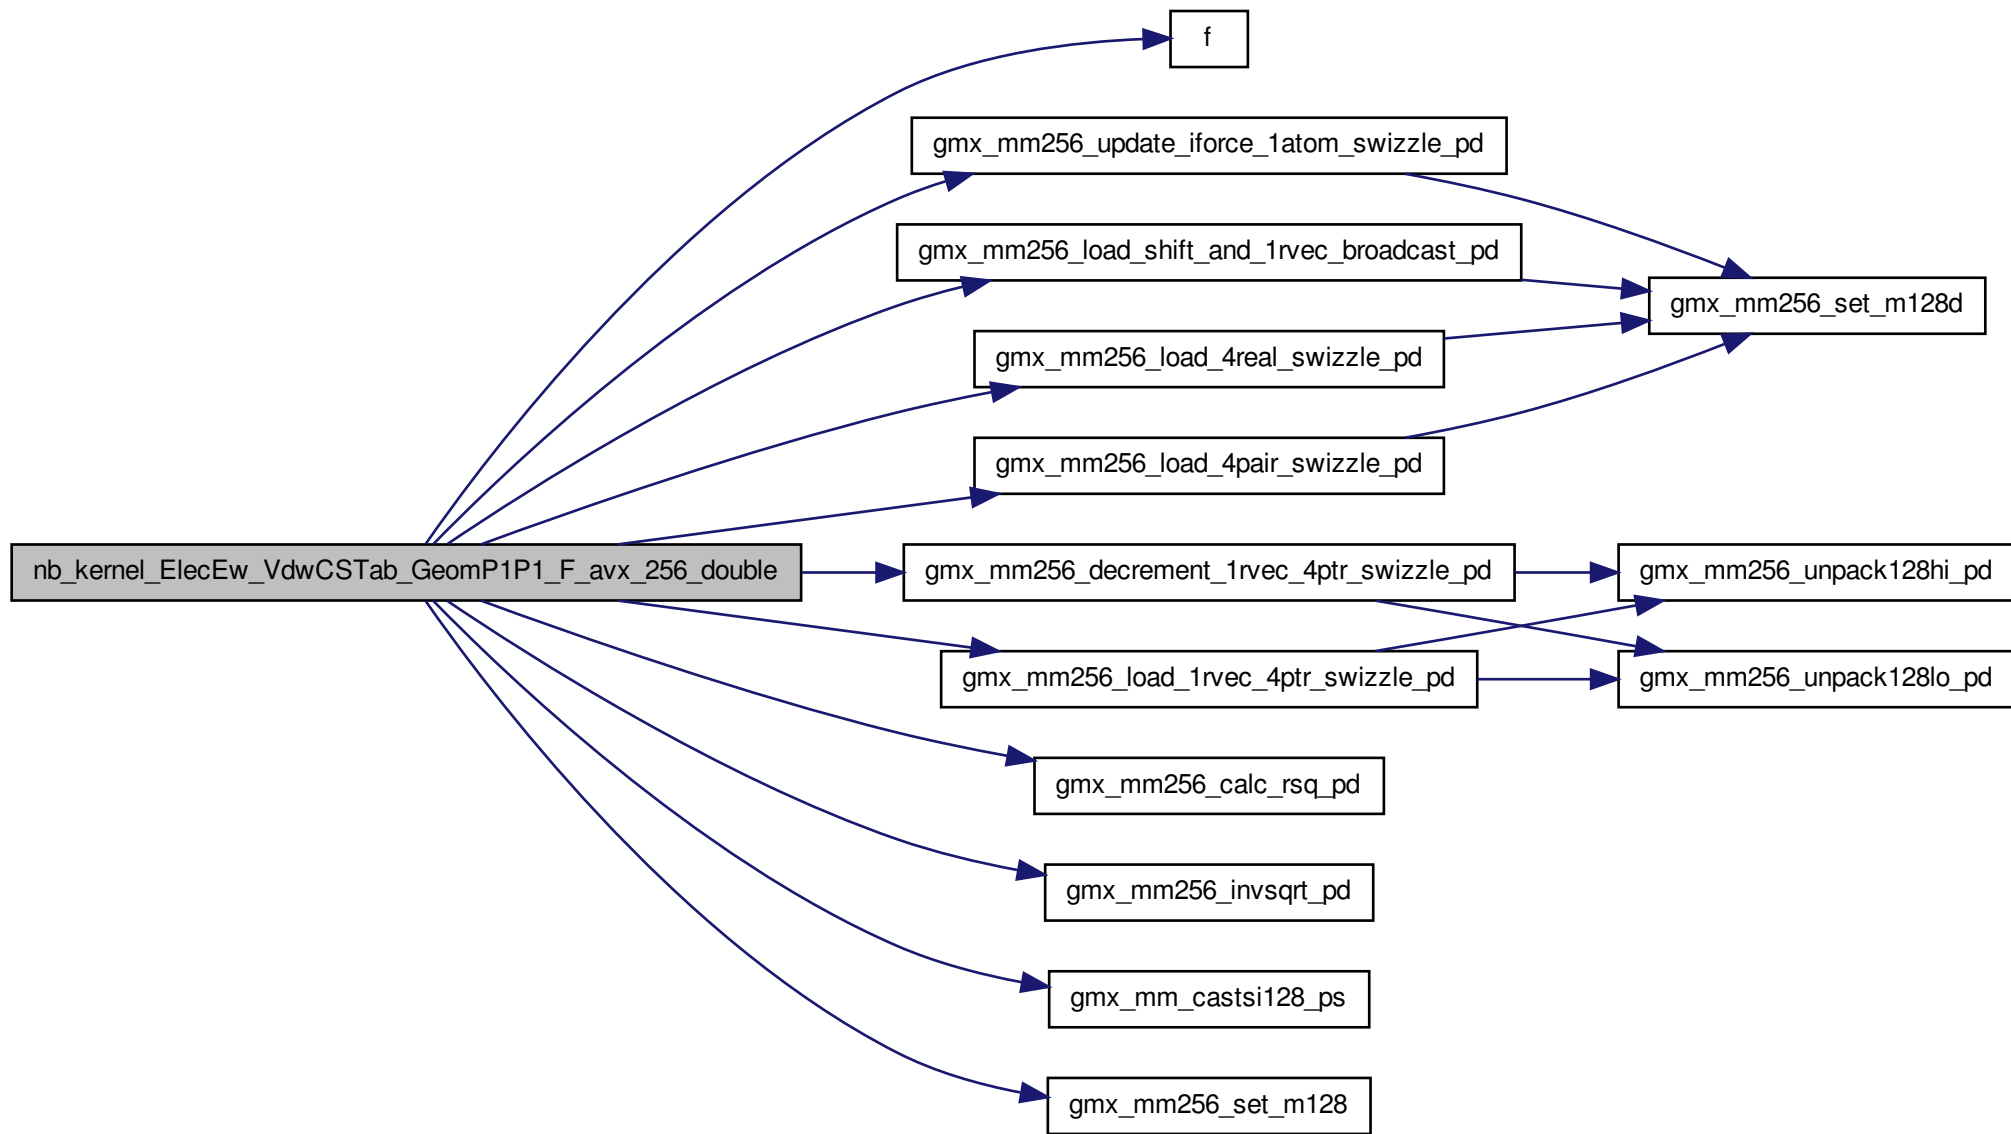 f
gmx_mm256_update_iforce_1atom_swizzle_pd
gmx_mm256_load_shift_and_1rvec_broadcast_pd
gmx_mm256_set_m128d
gmx_mm256_load_4real_swizzle_pd
gmx_mm256_load_4pair_swizzle_pd
nb_kernel_ElecEw_VdwCSTab_GeomP1P1_F_avx_256_double
gmx_mm256_decrement_1rvec_4ptr_swizzle_pd
gmx_mm256_unpack128hi_pd
gmx_mm256_load_1rvec_4ptr_swizzle_pd
gmx_mm256_unpack128lo_pd
gmx_mm256_calc_rsq_pd
gmx_mm256_invsqrt_pd
gmx_mm_castsi128_ps
gmx_mm256_set_m128